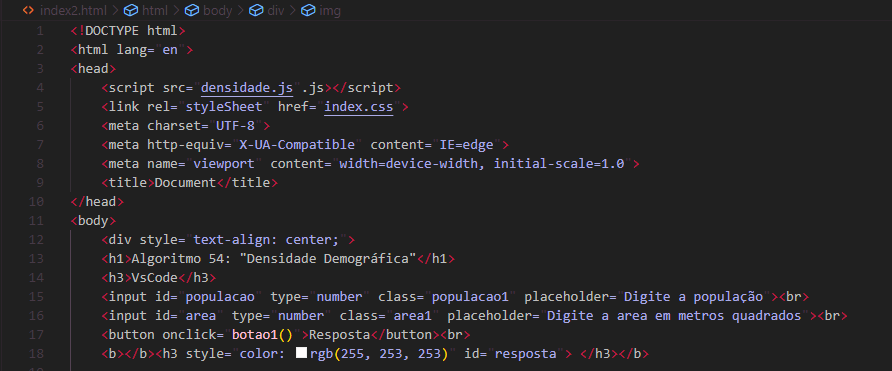 index2.html > html > body > div > img
1 <!DOCTYPE html>
2 <html lang="en">
3 <head>
4 <script src="densidade.js".js></script>
5 <link rel="styleSheet" href="index.css">
6 <meta charset="UTF-8">
7 <meta http-equiv="X-UA-Compatible" content="IE=edge">
8 <meta name="viewport" content="width=device-width, initial-scale=1.0">
9 <title>Document</title>
10 </head>
11 <body>
12 <div style="text-align: center;">
13 <h1>Algoritmo 54: "Densidade Demográfica"</h1>
14 <h3>VsCode</h3>
15 <input id="populacao" type="number" class="populacao1" placeholder="Digite a população"><br>
16 <input id="area" type="number" class="area1" placeholder="Digite a area em metros quadrados"><br>
17 <button onclick="botao1()">Resposta</button><br>
18 <b></b><h3 style="color: rgb(255, 253, 253)" id="resposta"> </h3></b>